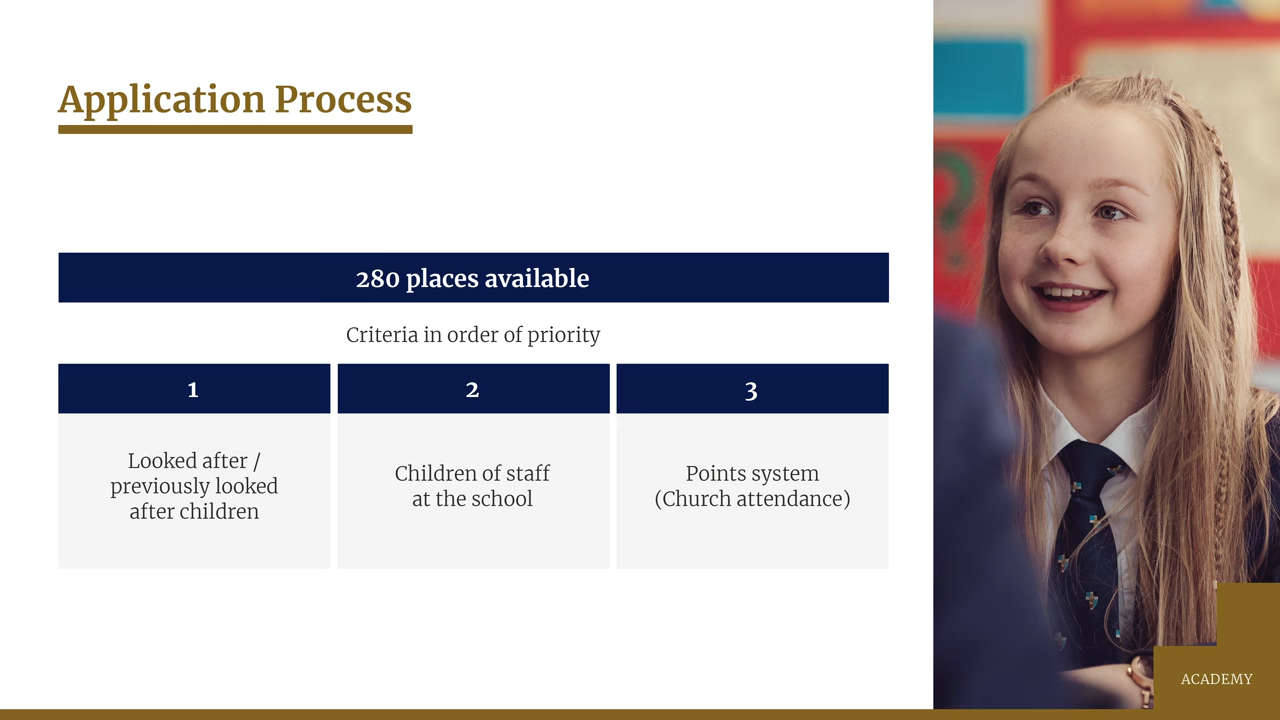 Application Process
280 places available
Criteria in order of priority
1
2
3
Looked after /
previously looked
after children
Children of staff
at the school
Points system
(Church attendance)
ACADEMY